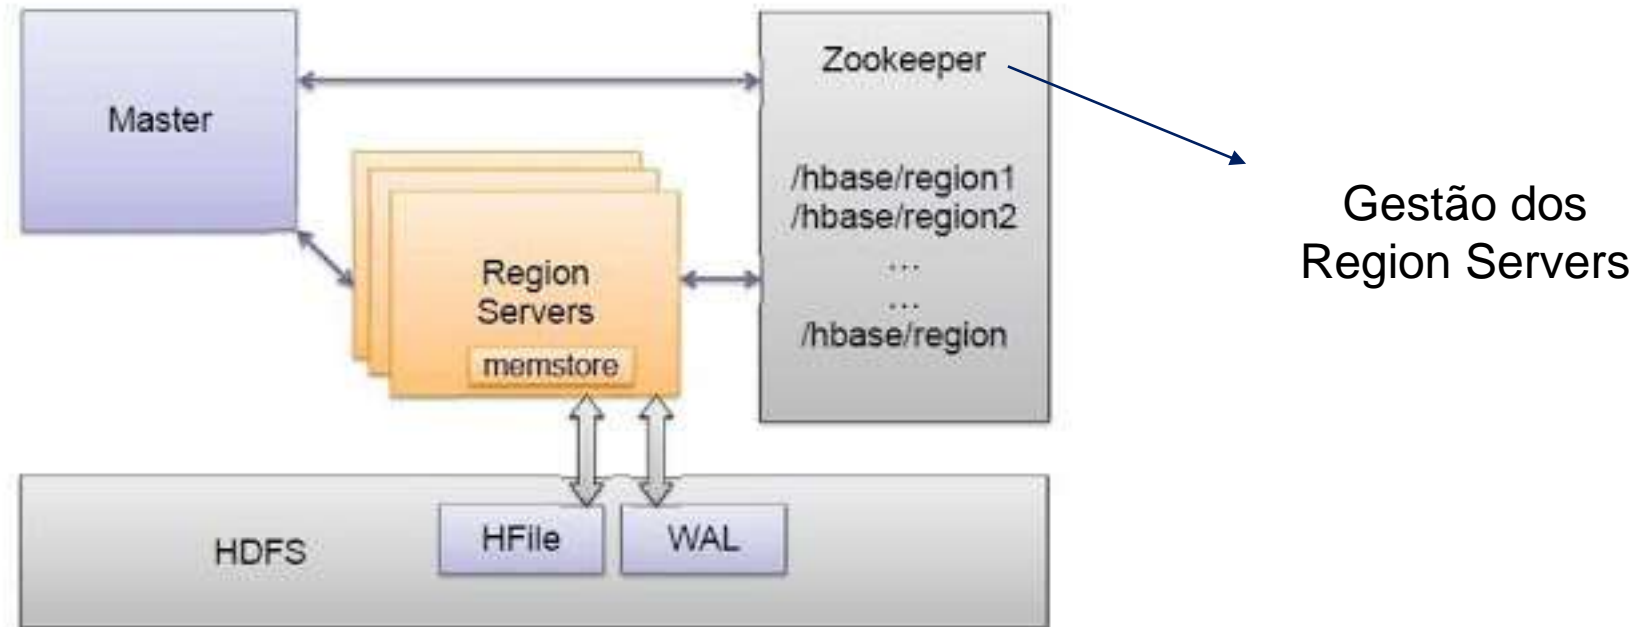 Master
Zookeeper
/hbase/region1
/hbase/region2
...
...
/hbase/region
Gestão dos
Region Servers
Region
Servers
memstore
HDFS
HFile
WAL